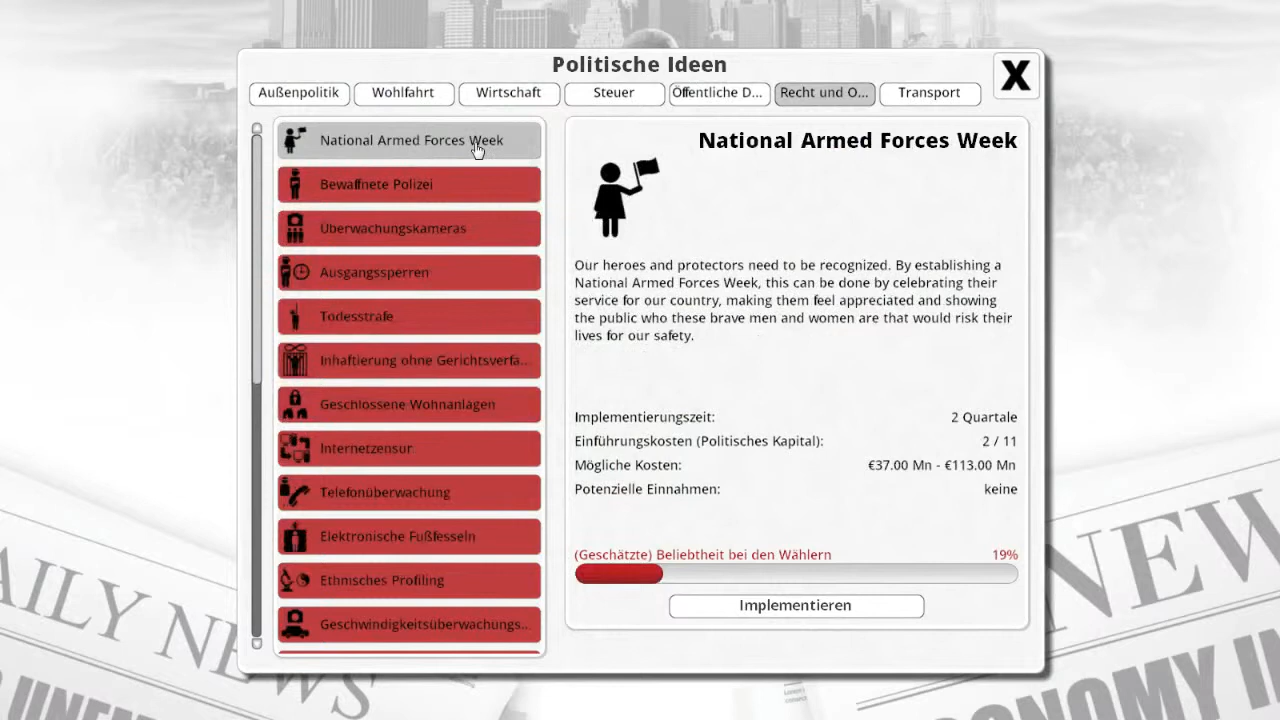 Politische Ideen
X
Außenpolitik
Wohlfahrt
Wirtschaft
Steuer
Öffentliche D...
Recht und O...
Transport
National Armed Forces Week
Bewaffnete Polizei
Überwachungskameras
Ausgangssperren
Todesstrafe
Inhaftierung ohne Gerichtsverfa...
Geschlossene Wohnanlagen
Internetzensur
Telefonüberwachung
Elektronische Fußfesseln
Ethnisches Profiling
Geschwindigkeitsüberwachungs...
National Armed Forces Week
Our heroes and protectors need to be recognized. By establishing a
National Armed Forces Week, this can be done by celebrating their
service for our country, making them feel appreciated and showing
the public who these brave men and women are that would risk their
lives for our safety.
Implementierungszeit: 2 Quartale
Einführungskosten (Politisches Kapital): 2 / 11
Mögliche Kosten: €37.00 Mn - €113.00 Mn
Potenzielle Einnahmen: keine
(Geschätzte) Beliebtheit bei den Wählern 19%
Implementieren
AILY NEWS
NEW